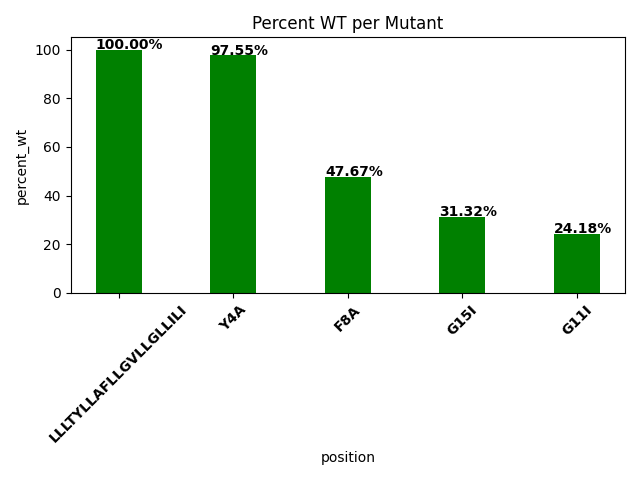 Percent WT per Mutant
percent_wt
100
80
60
40
20
0
100.00%
97.55%
47.67%
31.32%
24.18%
LLLTYLLAFLLGVLLGLLILI
Y4A
F8A
G15I
G11I
position